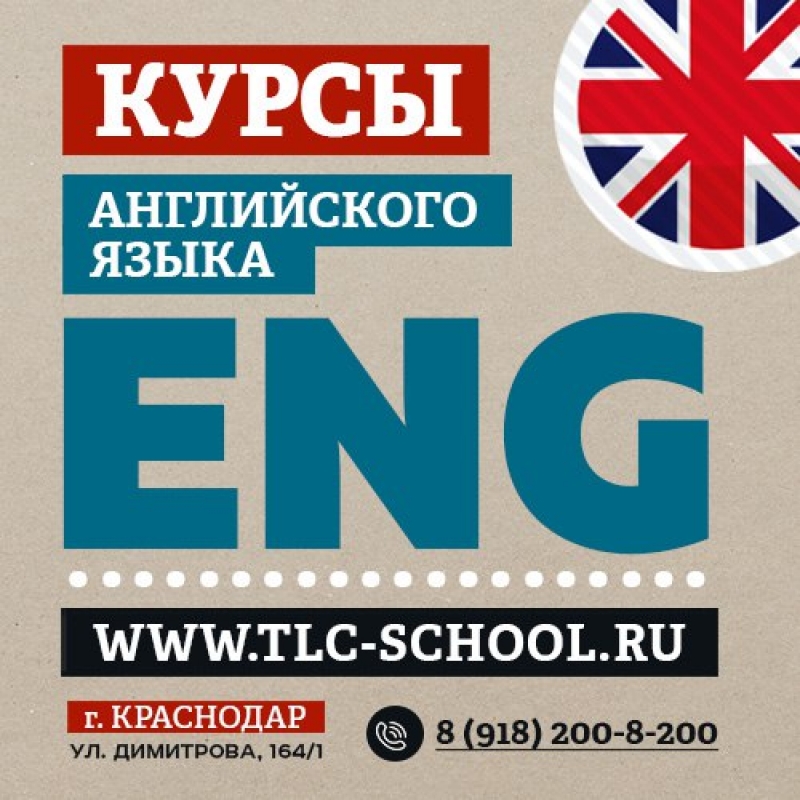 КУРСЫ
АНГЛИЙСКОГО
ЯЗЫКА
ENG
WWW.TLC-SCHOOL.RU
г. КРАСНОДАР
УЛ. ДИМИТРОВА, 164/1
8 (918) 200-8-200